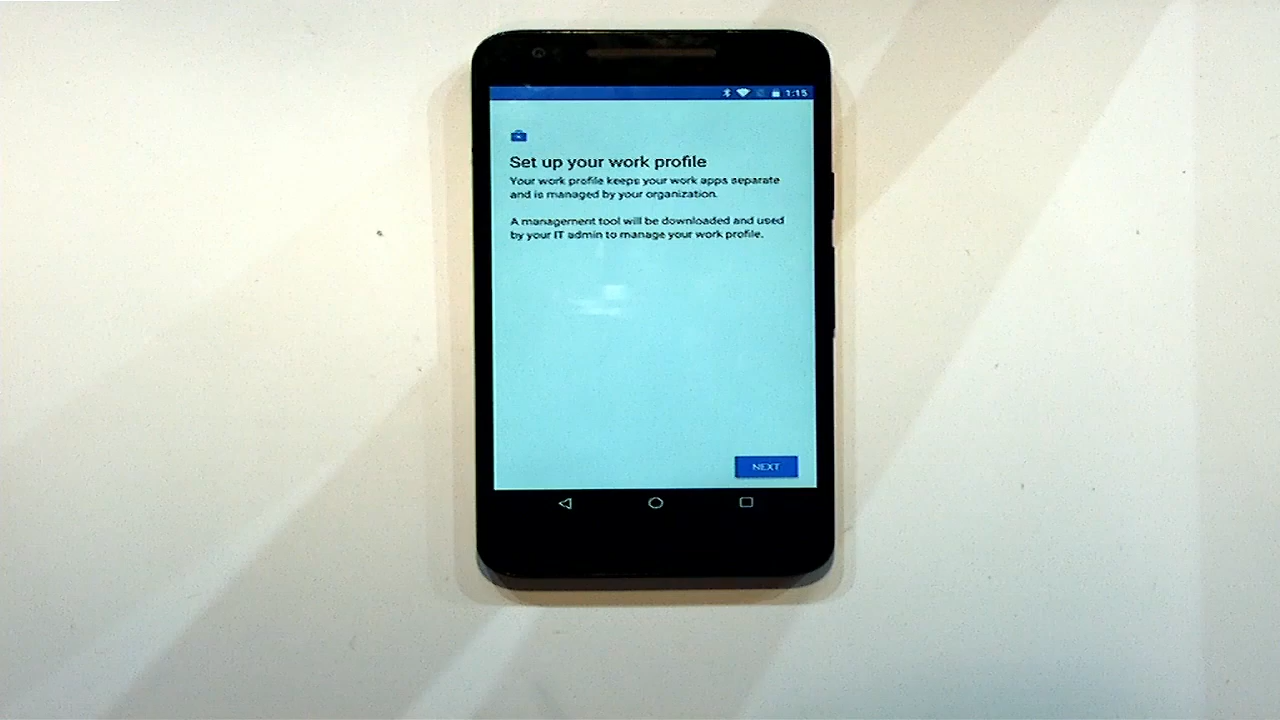 1:15
Set up your work profile
Your work profile keeps your work apps separate
and is managed by your organization.
A management tool will be downloaded and used
by your IT admin to manage your work profile.
NEXT